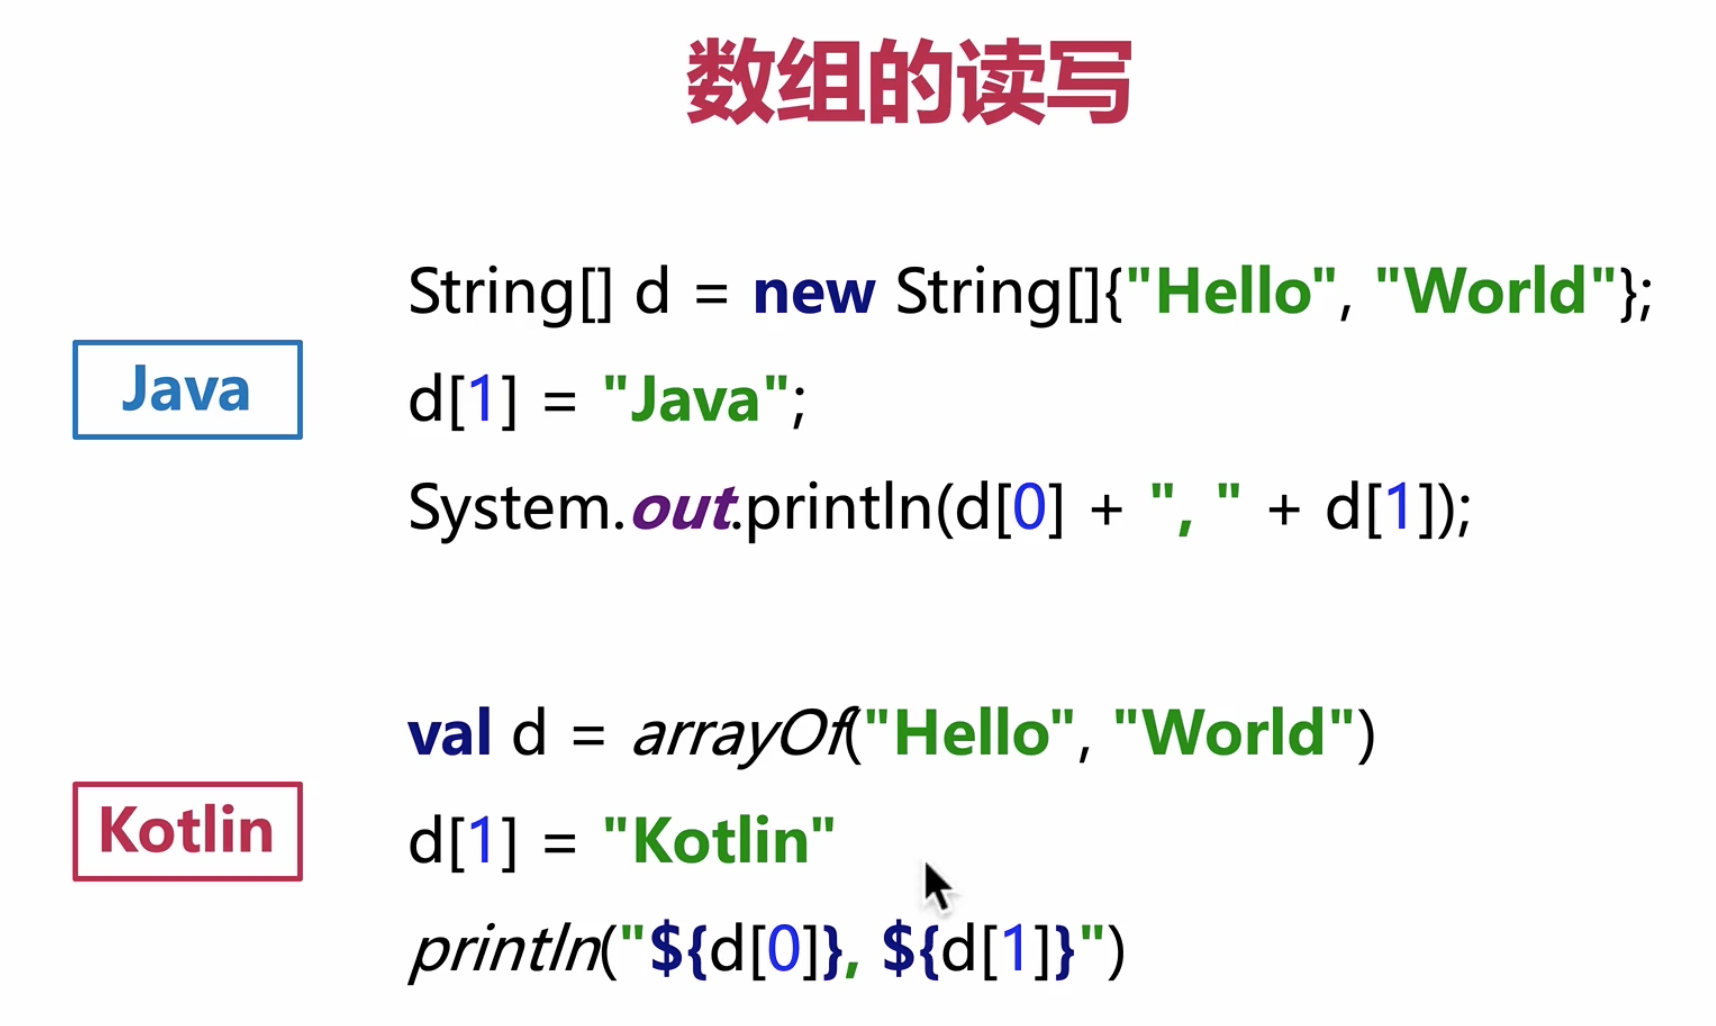 数组的读写
String[] d = new String[]{"Hello", "World"};
Java
d[1] = "Java";
System.out.println(d[0] + ", " + d[1]);
val d = arrayOf("Hello", "World")
Kotlin
d[1] = "Kotlin"
println("${d[0]}, ${d[1]}")